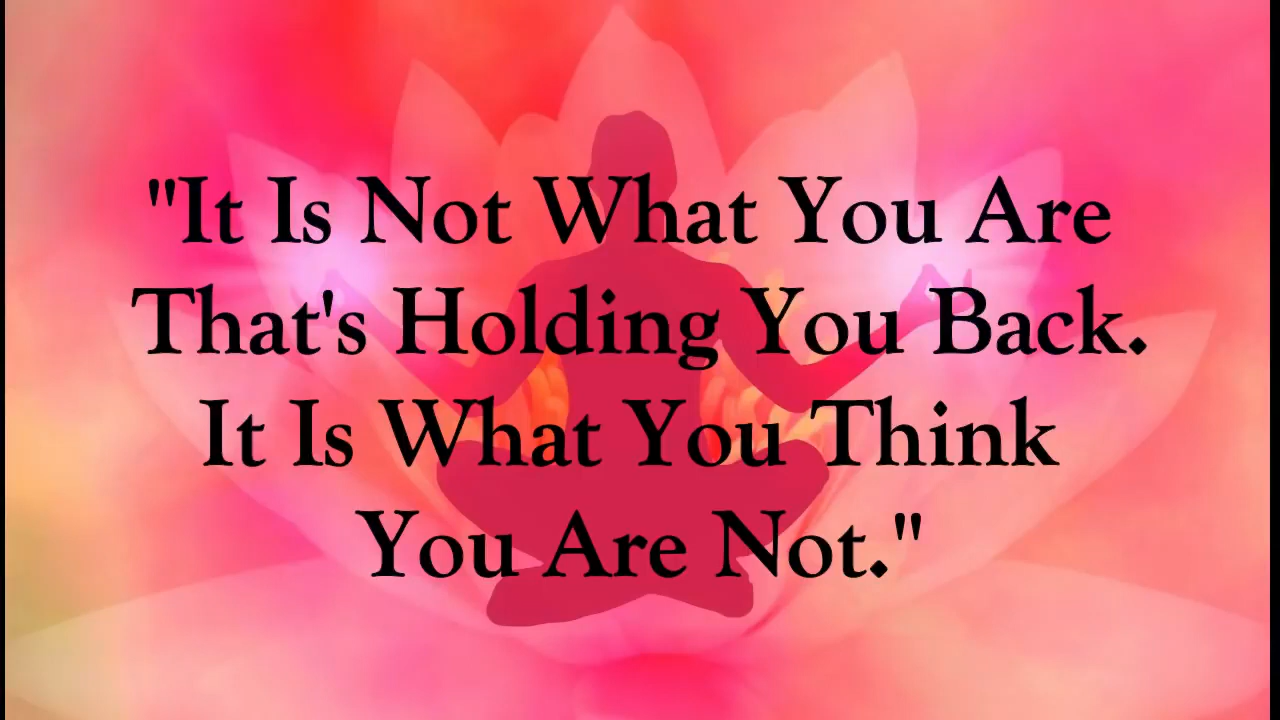 "It Is Not What You Are
That's Holding You Back.
It Is What You Think
You Are Not."